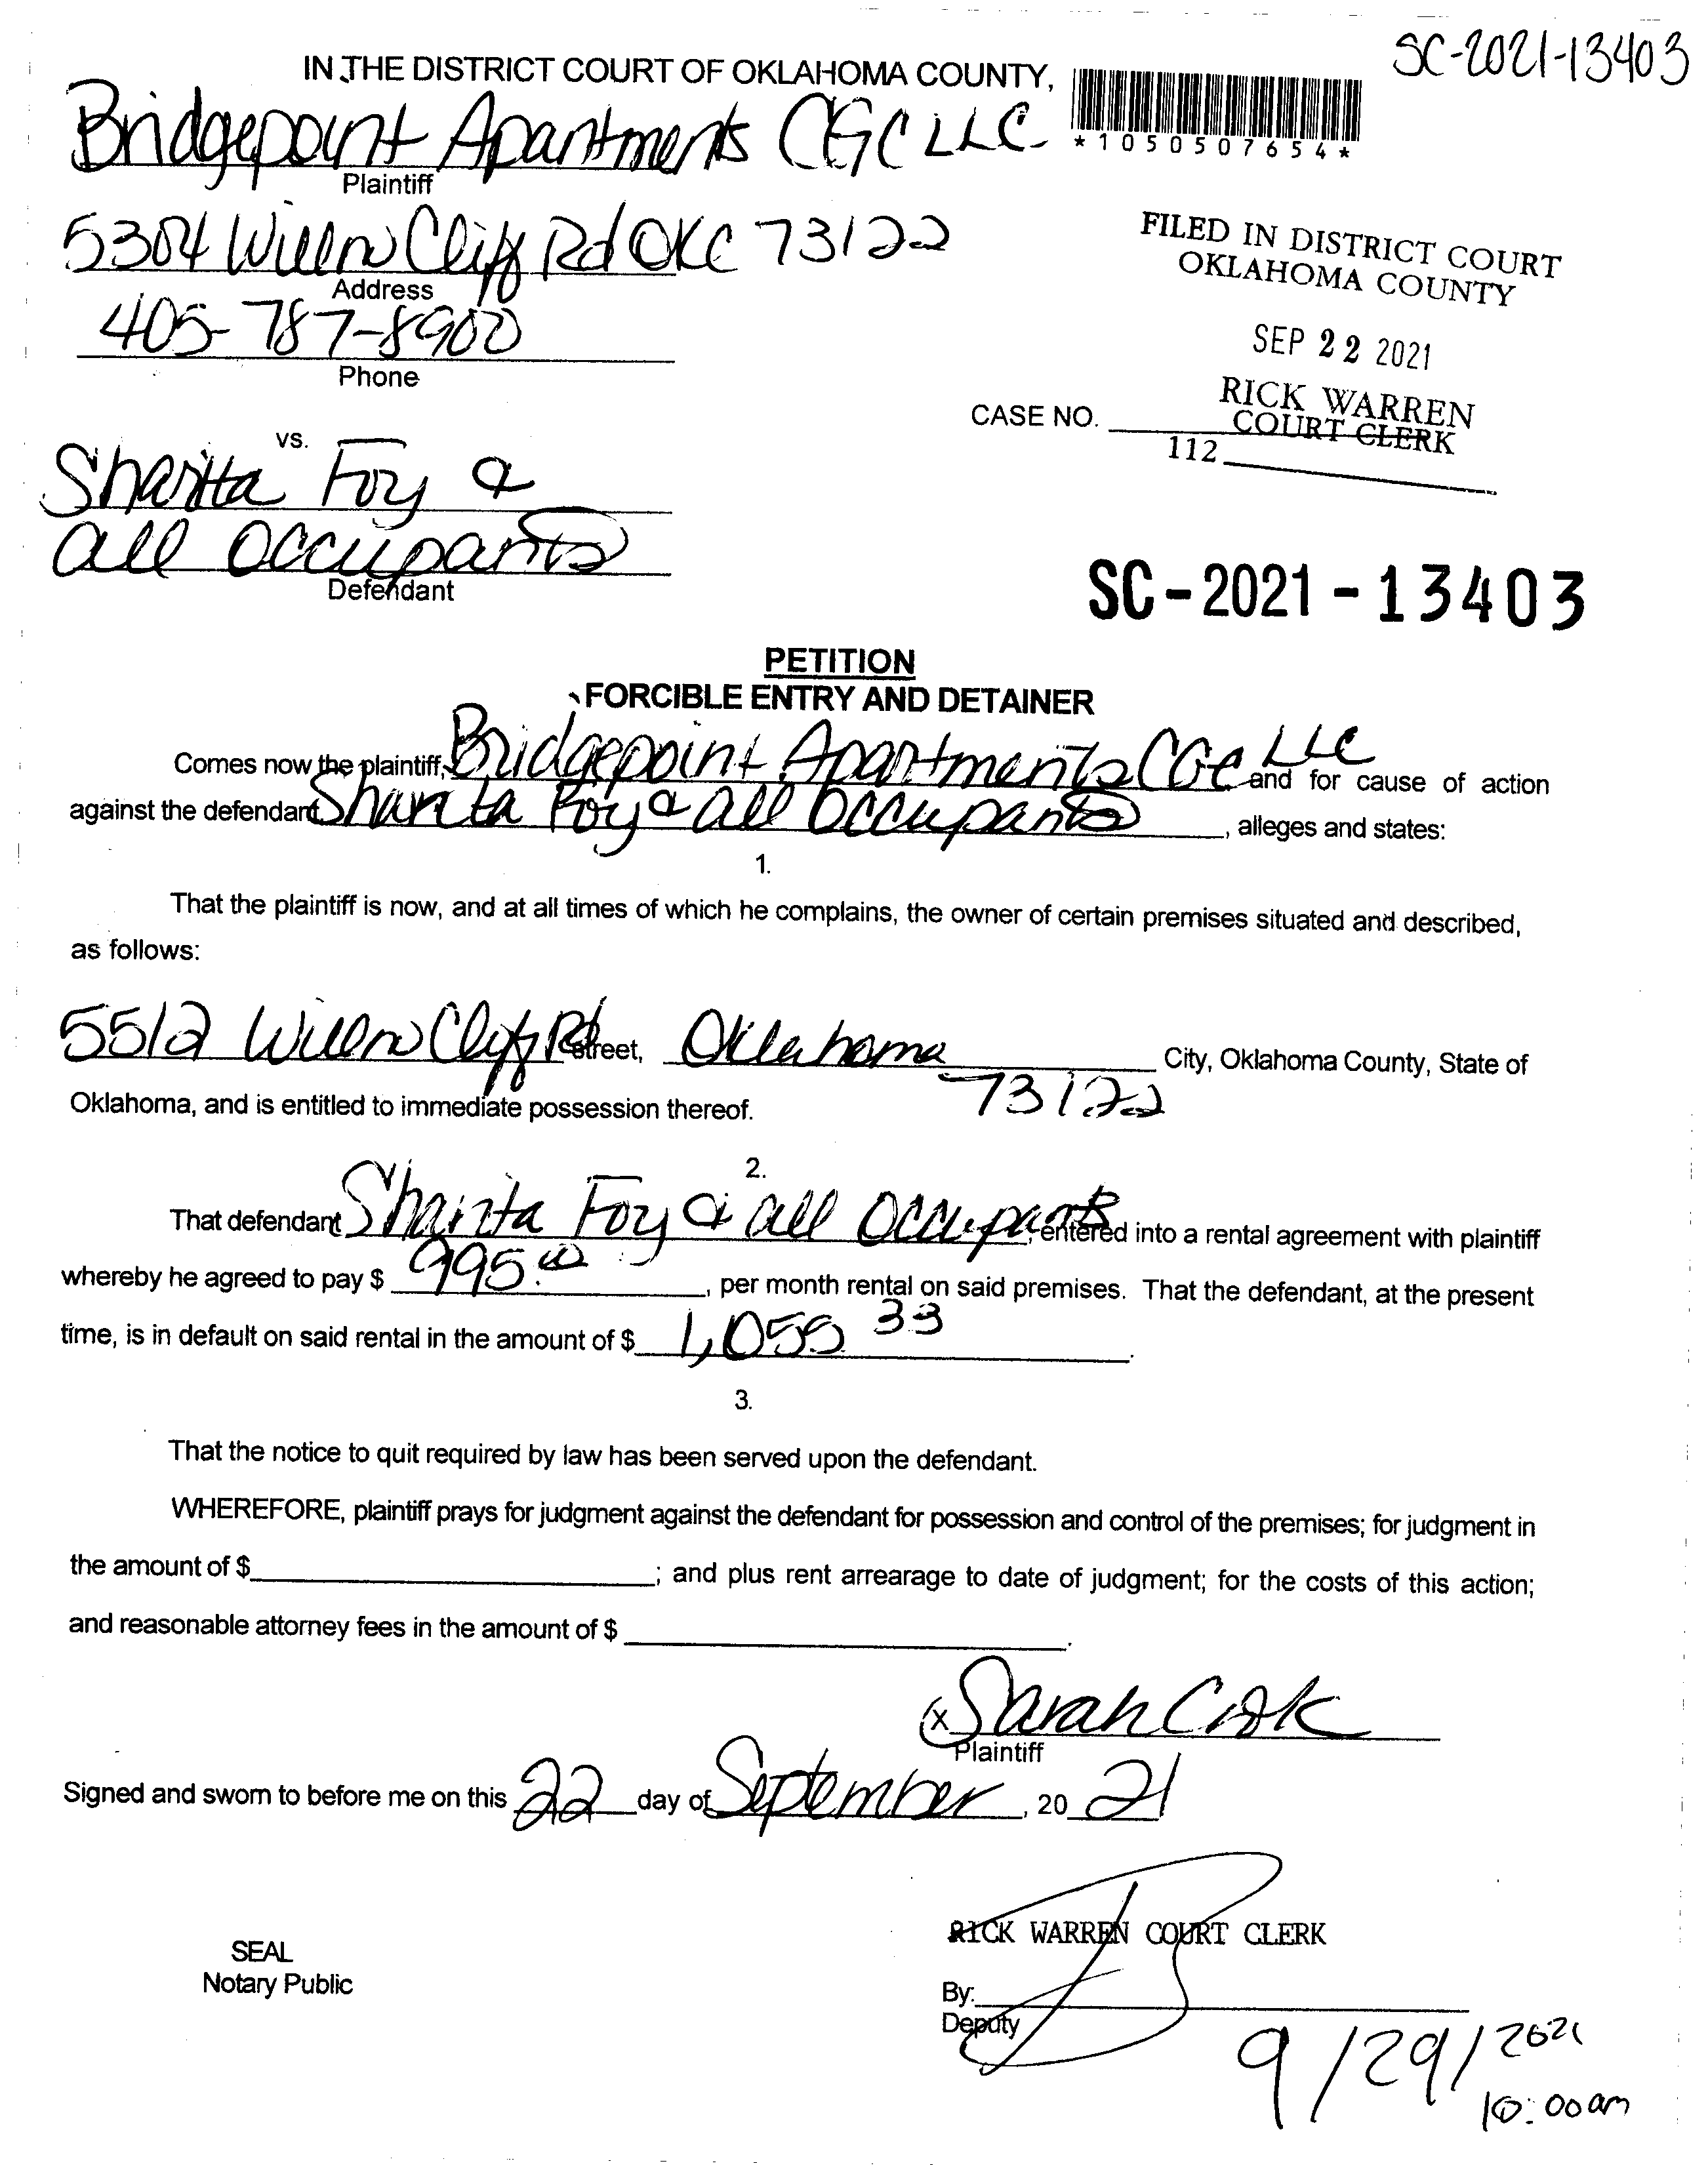 SC-2021-13403
IN THE DISTRICT COURT OF OKLAHOMA COUNTY,
Bridgepoint Apartments CGC LLC
*1050507654*
Plaintiff
5304 Willow Cliff Rd OKC 73122
Address
405-787-8900
Phone
FILED IN DISTRICT COURT
OKLAHOMA COUNTY
SEP 22 2021
RICK WARREN
COURT CLERK
CASE NO.
112
vs.
Sharita Foy &
all occupants
Defendant
SC-2021-13403
PETITION
FORCIBLE ENTRY AND DETAINER
Comes now the plaintiff, Bridgepoint Apartments CGC LLC and for cause of action
against the defendant Sharita Foy & all Occupants, alleges and states:
1.
That the plaintiff is now, and at all times of which he complains, the owner of certain premises situated and described,
as follows:
5512 Willow Cliff Rd Street, Oklahoma City, Oklahoma County, State of
73122
Oklahoma, and is entitled to immediate possession thereof.
2.
That defendant Sharita Foy & all Occupants, entered into a rental agreement with plaintiff
whereby he agreed to pay $ 995.00, per month rental on said premises. That the defendant, at the present
time, is in default on said rental in the amount of $ 1,055 33.
3.
That the notice to quit required by law has been served upon the defendant.
WHEREFORE, plaintiff prays for judgment against the defendant for possession and control of the premises; for judgment in
the amount of $ ; and plus rent arrearage to date of judgment; for the costs of this action;
and reasonable attorney fees in the amount of $ .
x Sarah Cook
Plaintiff
Signed and sworn to before me on this 22 day of September, 20 21
RICK WARREN COURT CLERK
SEAL
Notary Public
By:
Deputy
9/29/2021
10:00am